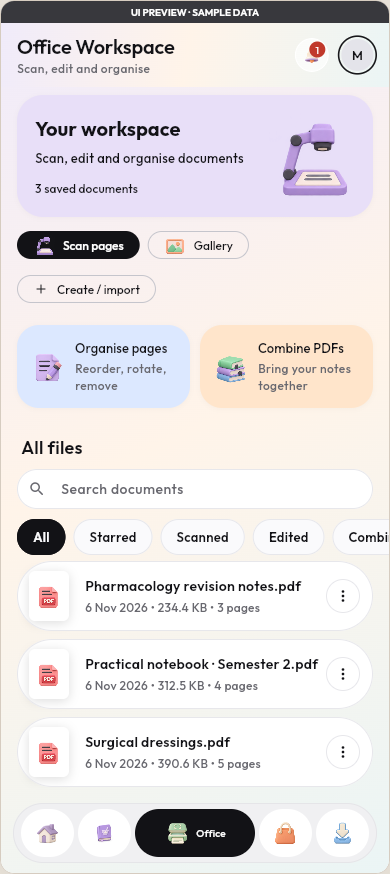 UI PREVIEW · SAMPLE DATA
Office Workspace
1
M
Scan, edit and organise
Your workspace
Scan, edit and organise documents
3 saved documents
Scan pages
Gallery
+ Create / import
Organise pages
Reorder, rotate,
remove
Combine PDFs
Bring your notes
together
All files
Search documents
All
Starred
Scanned
Edited
Combi
Pharmacology revision notes.pdf
PDF
6 Nov 2026 • 234.4 KB • 3 pages
Practical notebook · Semester 2.pdf
PDF
6 Nov 2026 • 312.5 KB • 4 pages
Surgical dressings.pdf
PDF
6 Nov 2026 • 390.6 KB • 5 pages
Office